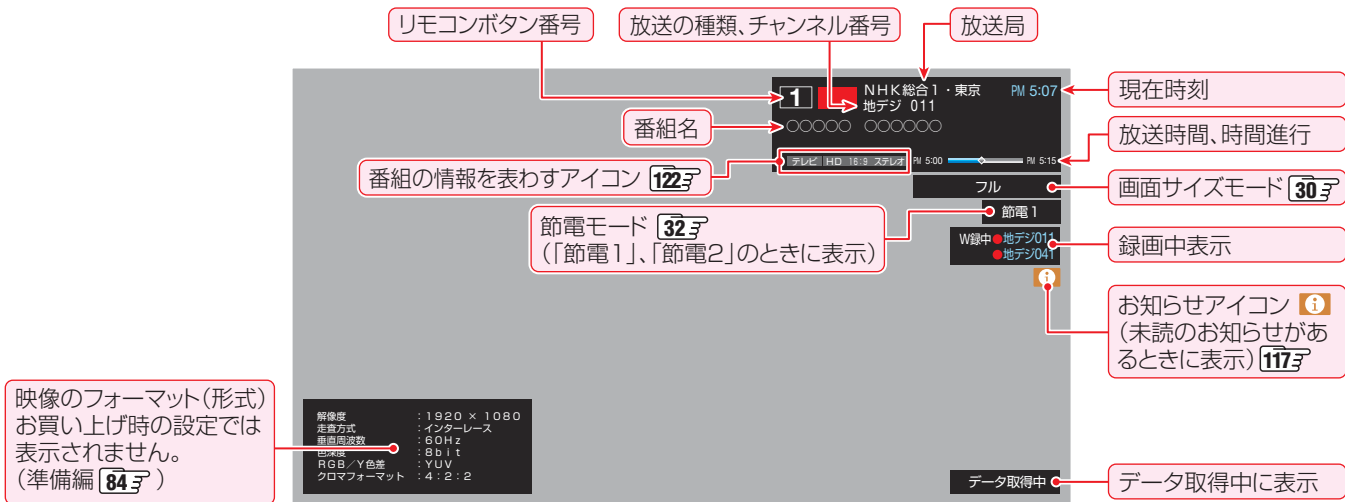 リモコンボタン番号
放送の種類、チャンネル番号
放送局
1
NHK総合1・東京
PM 5:07
地デジ 011
現在時刻
番組名
○○○○○ ○○○○○○
放送時間、時間進行
テレビ HD 16:9 ステレオ
PM 5:00
PM 5:15
番組の情報を表わすアイコン 122
フル
画面サイズモード 30
節電1
節電モード 32
(「節電1」、「節電2」のときに表示)
W録中●地デジ011
●地デジ041
録画中表示
お知らせアイコン
(未読のお知らせがあ
るときに表示) 117
映像のフォーマット(形式)
お買い上げ時の設定では
表示されません。
(準備編 84 )
解像度 :1920 × 1080
走査方式 :インターレース
垂直周波数 :60Hz
色深度 :8bit
RGB/Y色差 :YUV
クロマフォーマット :4:2:2
データ取得中
データ取得中に表示